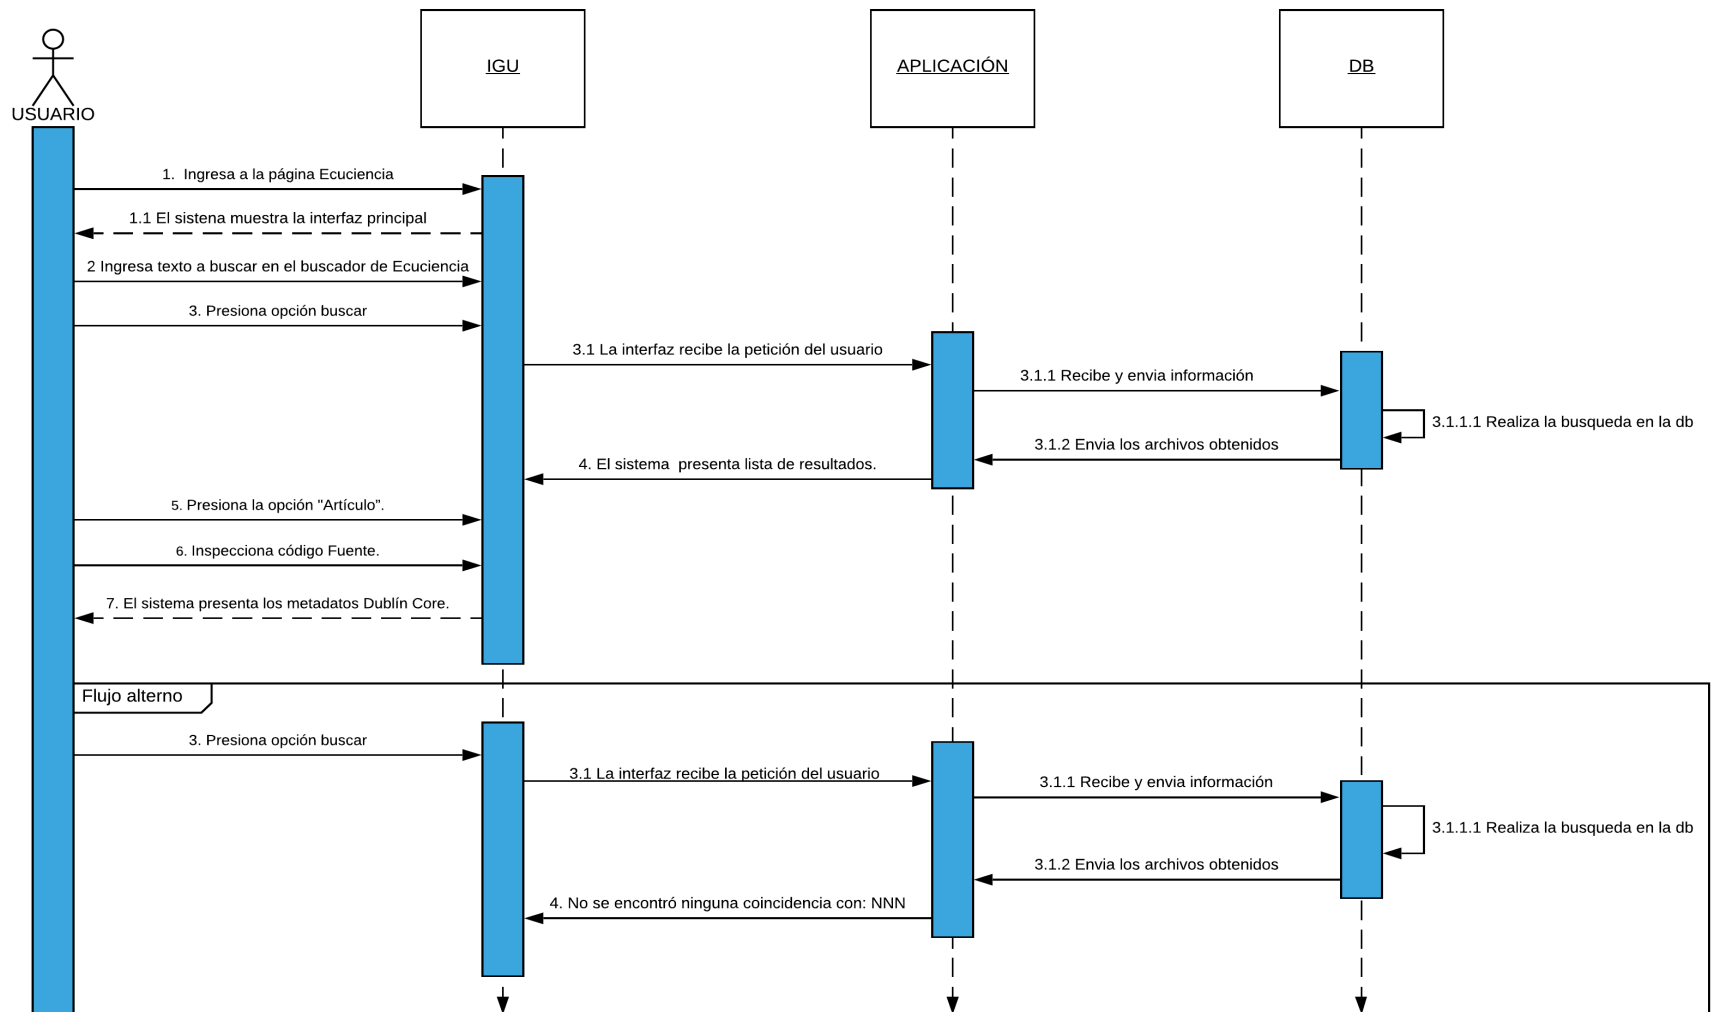 USUARIO
IGU
APLICACIÓN
DB
1.  Ingresa a la página Ecuciencia
1.1 El sistena muestra la interfaz principal
2 Ingresa texto a buscar en el buscador de Ecuciencia
3. Presiona opción buscar
3.1 La interfaz recibe la petición del usuario
3.1.1 Recibe y envia información
3.1.1.1 Realiza la busqueda en la db
3.1.2 Envia los archivos obtenidos
4. El sistema  presenta lista de resultados.
5. Presiona la opción "Artículo".
6. Inspecciona código Fuente.
7. El sistema presenta los metadatos Dublín Core.
Flujo alterno
3. Presiona opción buscar
3.1 La interfaz recibe la petición del usuario
3.1.1 Recibe y envia información
3.1.1.1 Realiza la busqueda en la db
3.1.2 Envia los archivos obtenidos
4. No se encontró ninguna coincidencia con: NNN